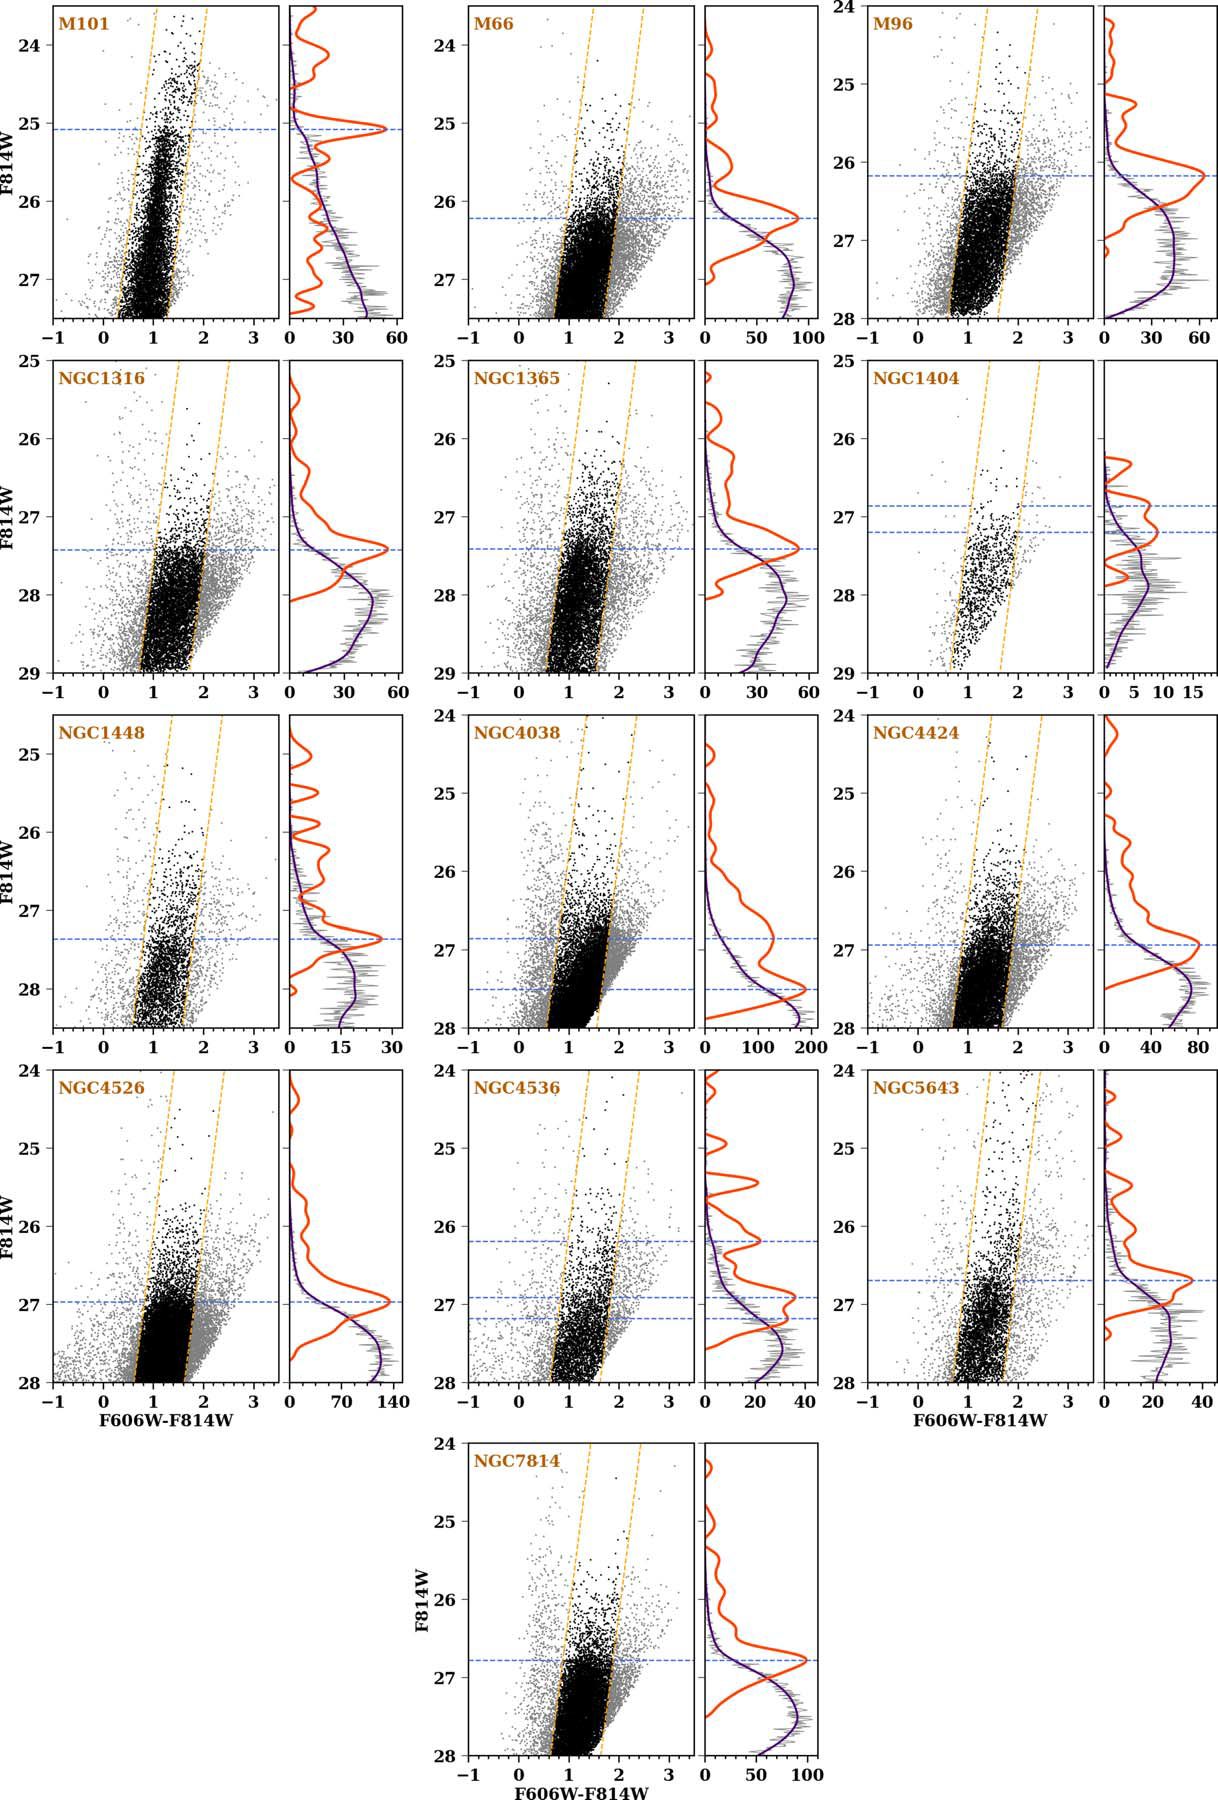 M101
M66
M96
24
25
26
27
F814W
−1 0 1 2 3
0 30 60
24
25
26
27
−1 0 1 2 3
0 50 100
24
25
26
27
28
−1 0 1 2 3
0 30 60
NGC1316
NGC1365
NGC1404
25
26
27
28
29
F814W
−1 0 1 2 3
0 30 60
25
26
27
28
29
−1 0 1 2 3
0 30 60
25
26
27
28
29
−1 0 1 2 3
0 5 10 15
NGC1448
NGC4038
NGC4424
25
26
27
28
F814W
−1 0 1 2 3
0 15 30
24
25
26
27
28
−1 0 1 2 3
0 100 200
24
25
26
27
28
−1 0 1 2 3
0 40 80
NGC4526
NGC4536
NGC5643
24
25
26
27
28
F814W
−1 0 1 2 3
0 70 140
F606W-F814W
24
25
26
27
28
−1 0 1 2 3
0 20 40
24
25
26
27
28
−1 0 1 2 3
0 20 40
F606W-F814W
NGC7814
24
25
26
27
28
F814W
−1 0 1 2 3
0 50 100
F606W-F814W